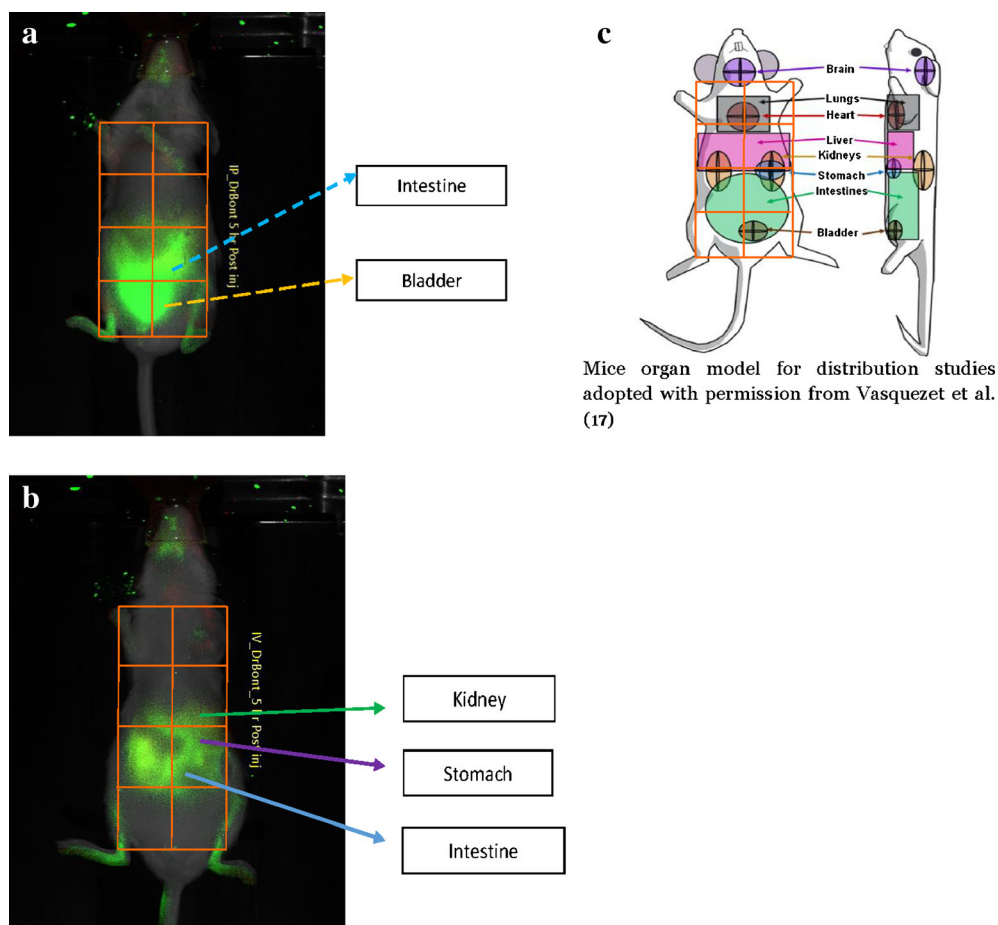 a
IP_DrBont 5 hr Post inj
Intestine
Bladder
c
Brain
Lungs
Heart
Liver
Kidneys
Stomach
Intestines
Bladder
Mice organ model for distribution studies
adopted with permission from Vasquezet et al.
(17)
b
IV_DrBont_5 hr Post inj
Kidney
Stomach
Intestine